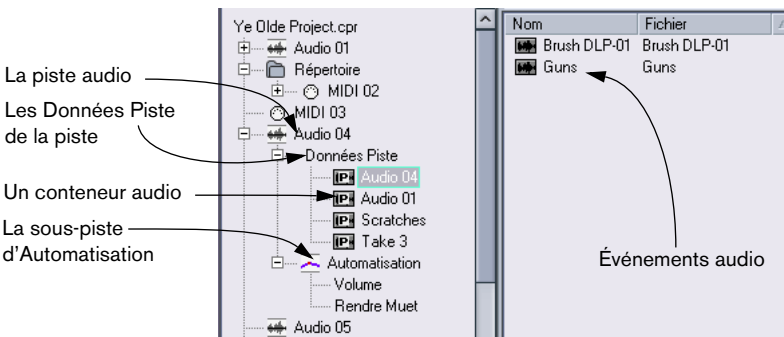 La piste audio
Les Données Piste
de la piste
Un conteneur audio
La sous-piste
d'Automatisation
Ye Olde Project.cpr
Audio 01
Répertoire
MIDI 02
MIDI 03
Audio 04
Données Piste
Audio 04
Audio 01
Scratches
Take 3
Automatisation
Volume
Rendre Muet
Audio 05
Nom Fichier
Brush DLP-01 Brush DLP-01
Guns Guns
Événements audio